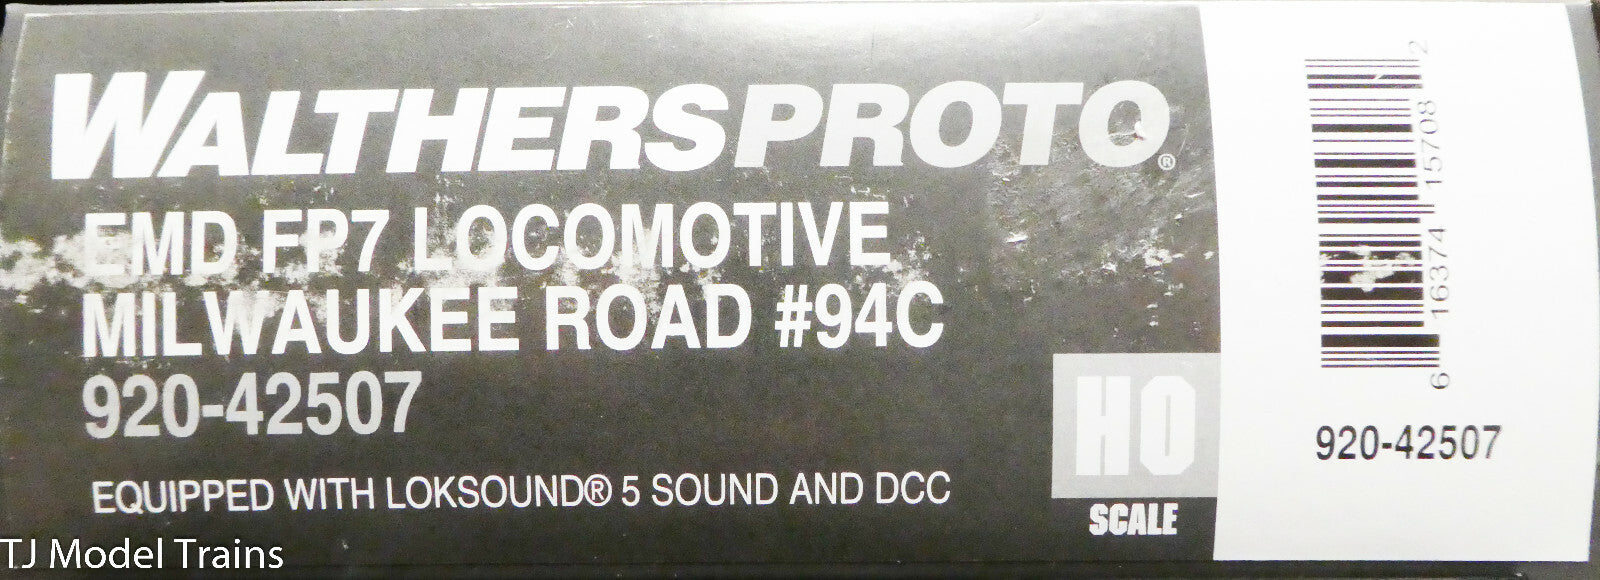 WALTHERSPROTO®
EMD FP7 LOCOMOTIVE
MILWAUKEE ROAD #94C
920-42507
EQUIPPED WITH LOKSOUND® 5 SOUND AND DCC
HO
SCALE
6 16374 15708 2
920-42507
TJ Model Trains